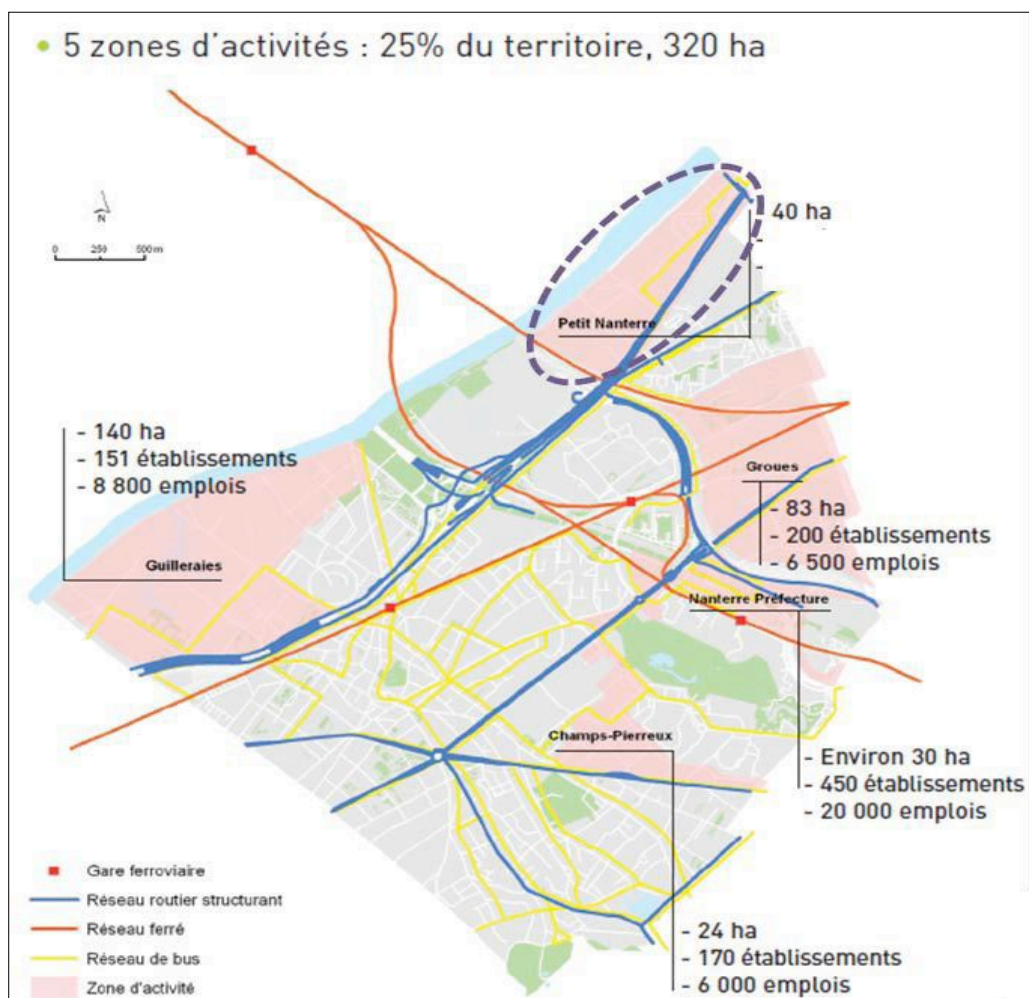 • 5 zones d'activités : 25% du territoire, 320 ha
N
0 250 500 m
40 ha
-
-
Petit Nanterre
- 140 ha
- 151 établissements
- 8 800 emplois
Guilleraies
Groues
- 83 ha
- 200 établissements
- 6 500 emplois
Nanterre Préfecture
- Environ 30 ha
- 450 établissements
- 20 000 emplois
Champs-Pierreux
- 24 ha
- 170 établissements
- 6 000 emplois
Gare ferroviaire
Réseau routier structurant
Réseau ferré
Réseau de bus
Zone d'activité